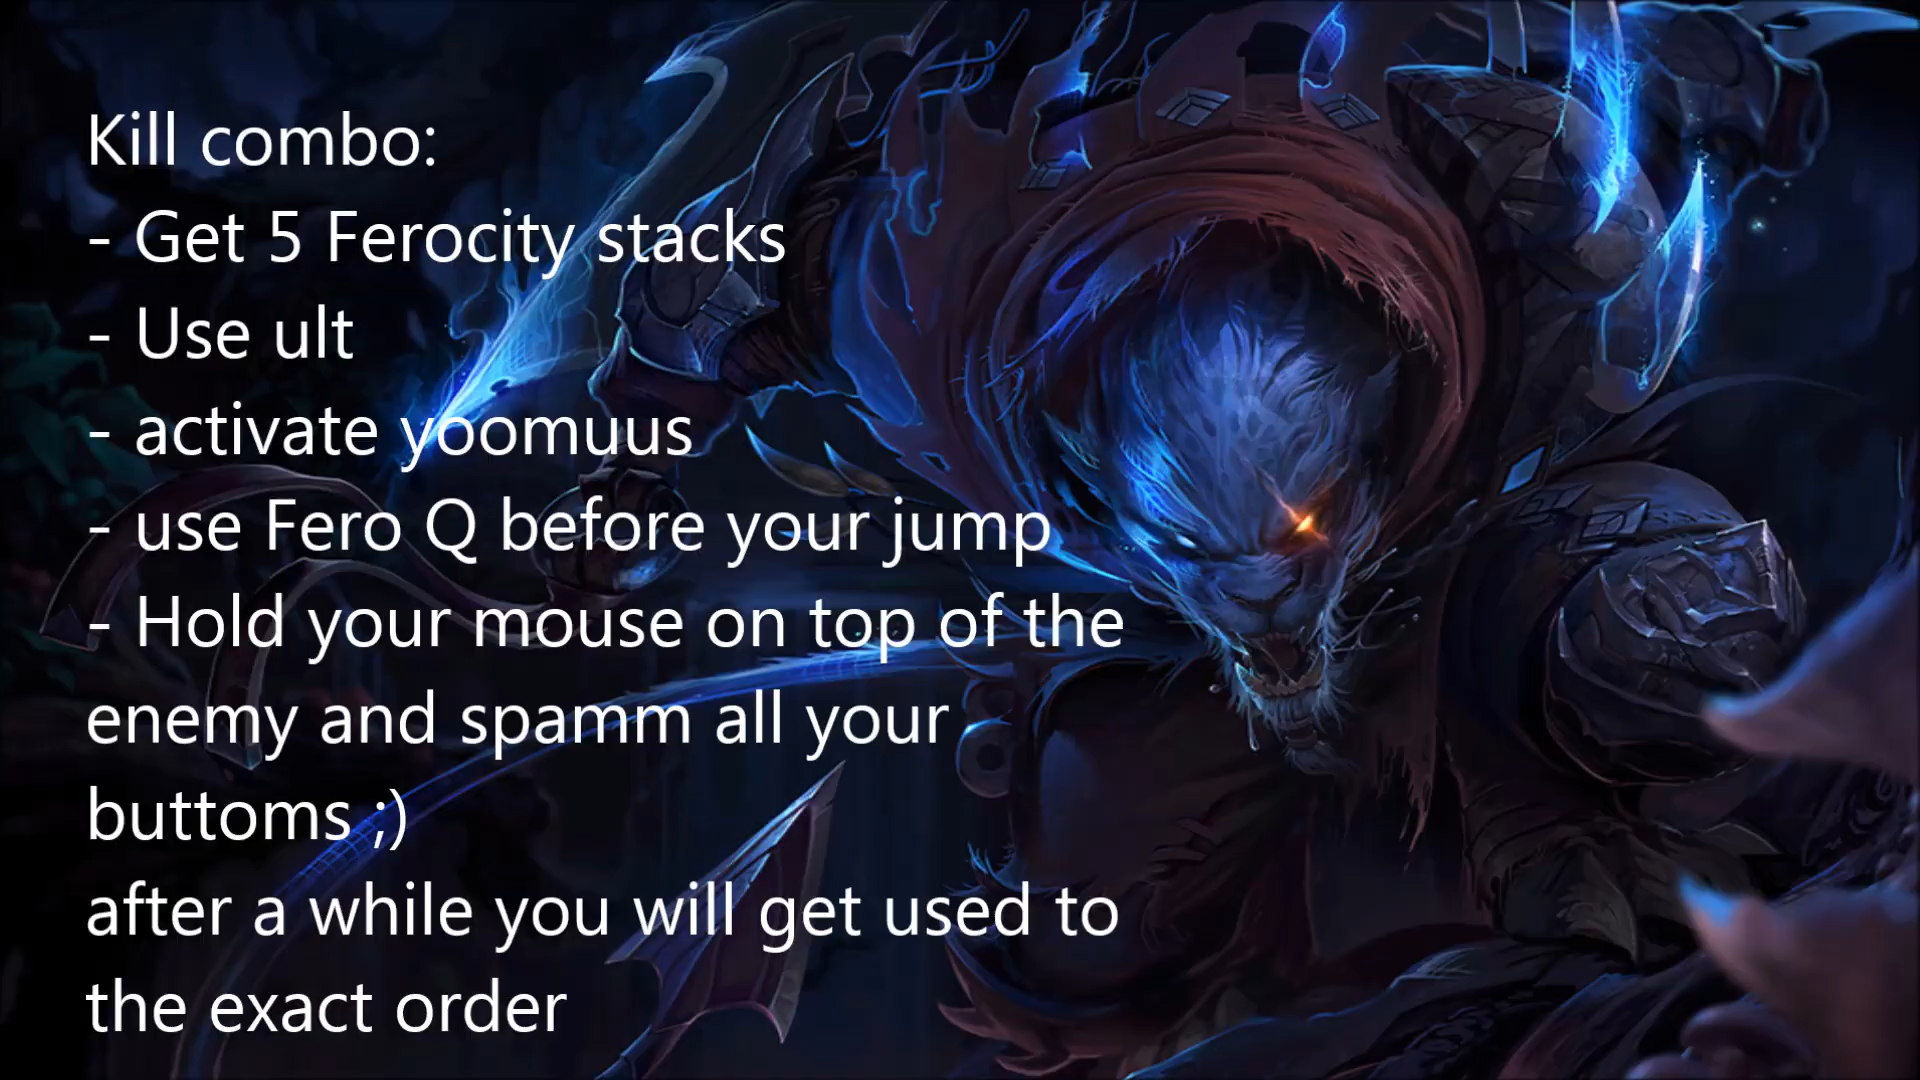 Kill combo:
- Get 5 Ferocity stacks
- Use ult
- activate yoomuus
- use Fero Q before your jump
- Hold your mouse on top of the
enemy and spamm all your
buttoms ;)
after a while you will get used to
the exact order